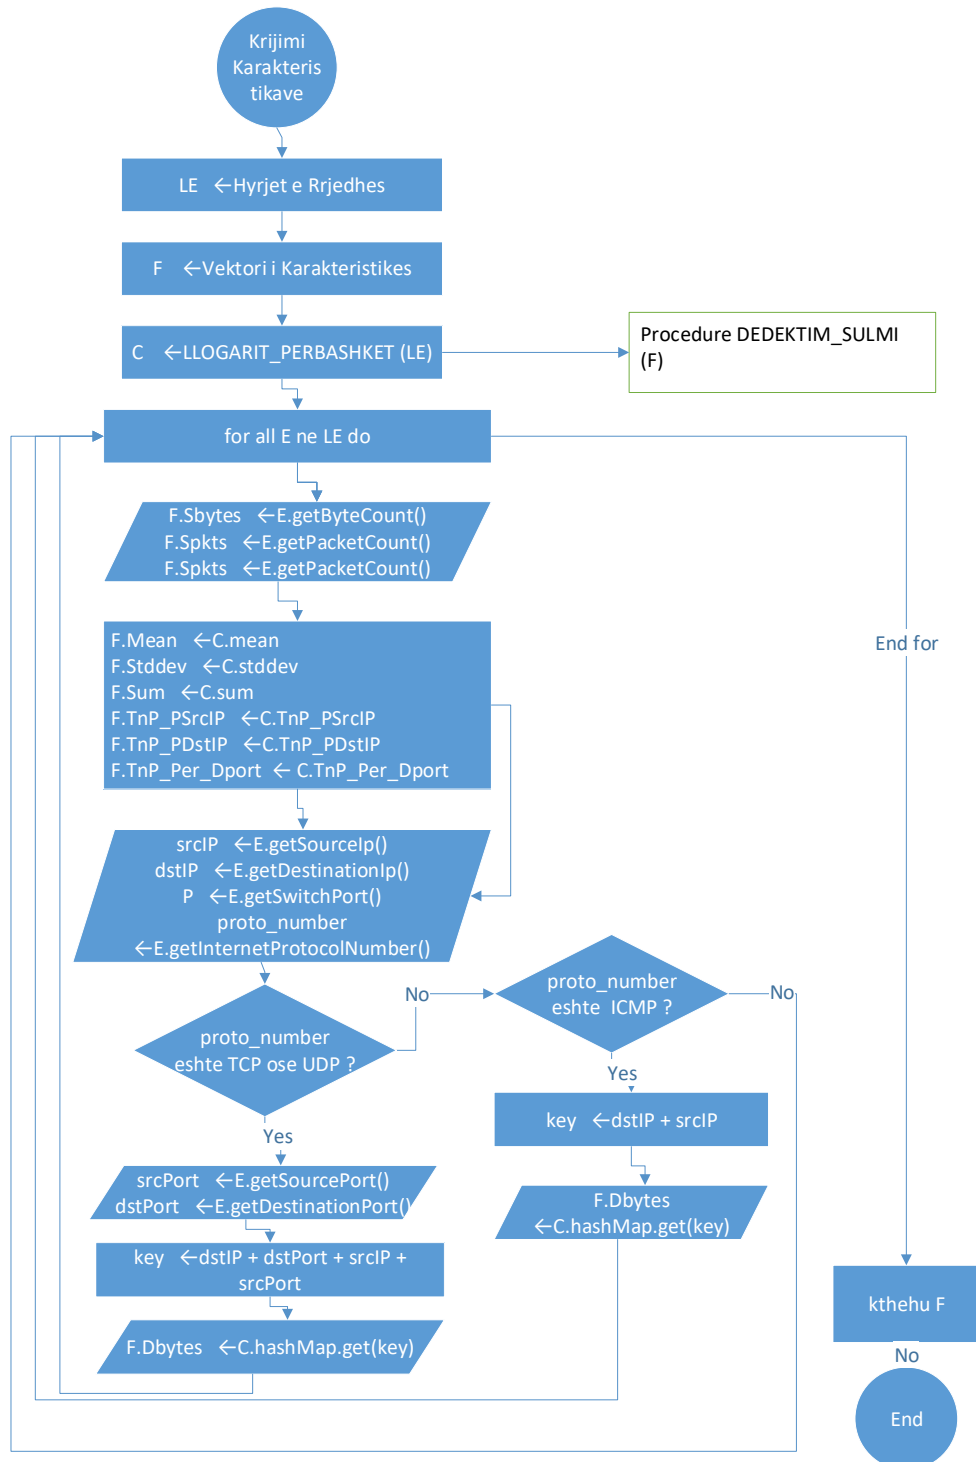 Krijimi
Karakteris
tikave
LE ←Hyrjet e Rrjedhes
F ←Vektori i Karakteristikes
C ←LLOGARIT_PERBASHKET (LE)
Procedure DEDEKTIM_SULMI
(F)
for all E ne LE do
F.Sbytes ←E.getByteCount()
F.Spkts ←E.getPacketCount()
F.Spkts ←E.getPacketCount()
End for
F.Mean ←C.mean
F.Stddev ←C.stddev
F.Sum ←C.sum
F.TnP_PSrcIP ←C.TnP_PSrcIP
F.TnP_PDstIP ←C.TnP_PDstIP
F.TnP_Per_Dport ← C.TnP_Per_Dport
srcIP ←E.getSourceIp()
dstIP ←E.getDestinationIp()
P ←E.getSwitchPort()
proto_number
←E.getInternetProtocolNumber()
proto_number
eshte TCP ose UDP ?
No
proto_number
eshte ICMP ?
No
Yes
key ←dstIP + srcIP
F.Dbytes
←C.hashMap.get(key)
Yes
srcPort ←E.getSourcePort()
dstPort ←E.getDestinationPort()
key ←dstIP + dstPort + srcIP +
srcPort
F.Dbytes ←C.hashMap.get(key)
kthehu F
No
End